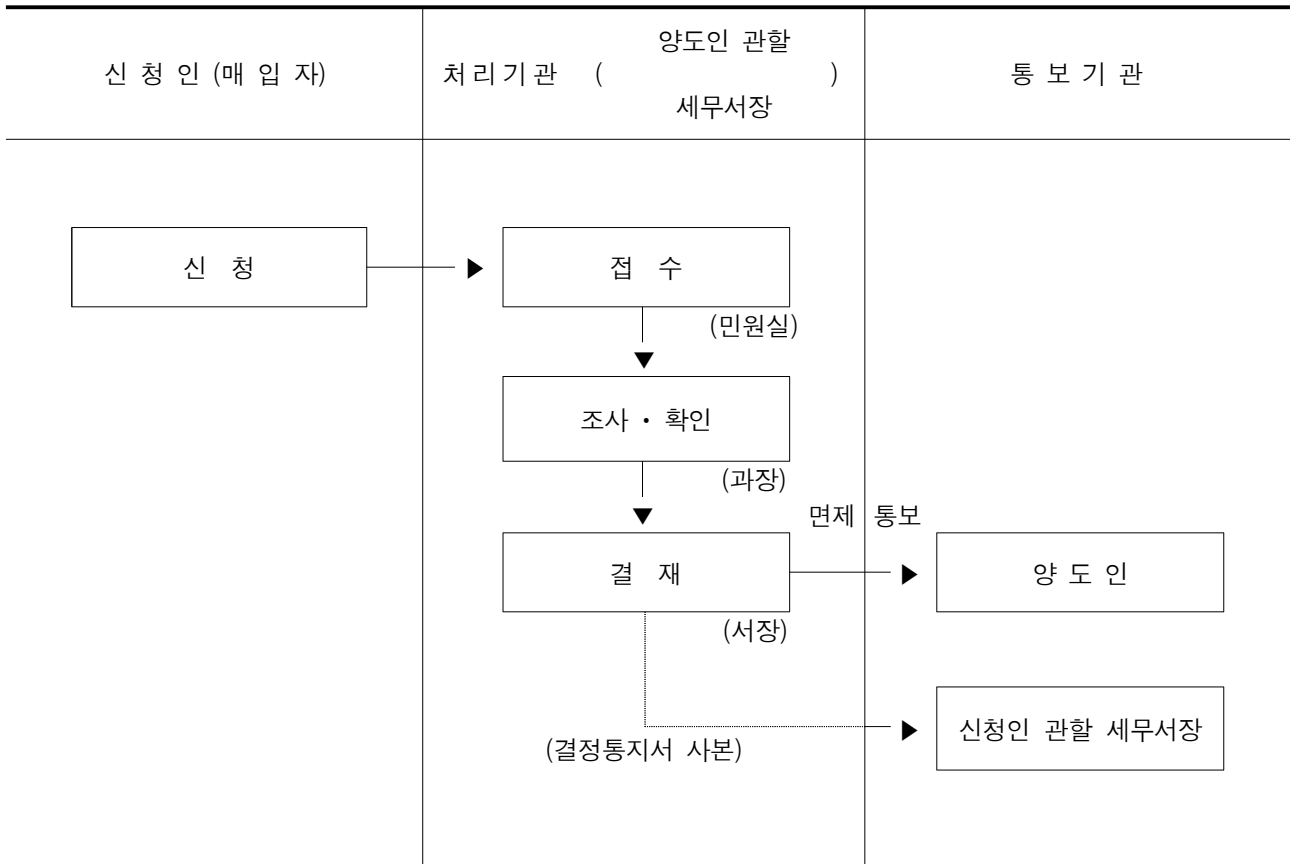 신 청 인 (매 입 자)
처리기관 ( 양도인 관할 세무서장 )
통 보 기 관
신 청
접 수
(민원실)
조사 · 확인
(과장)
면제 통보
결 재
양 도 인
(서장)
신청인 관할 세무서장
(결정통지서 사본)